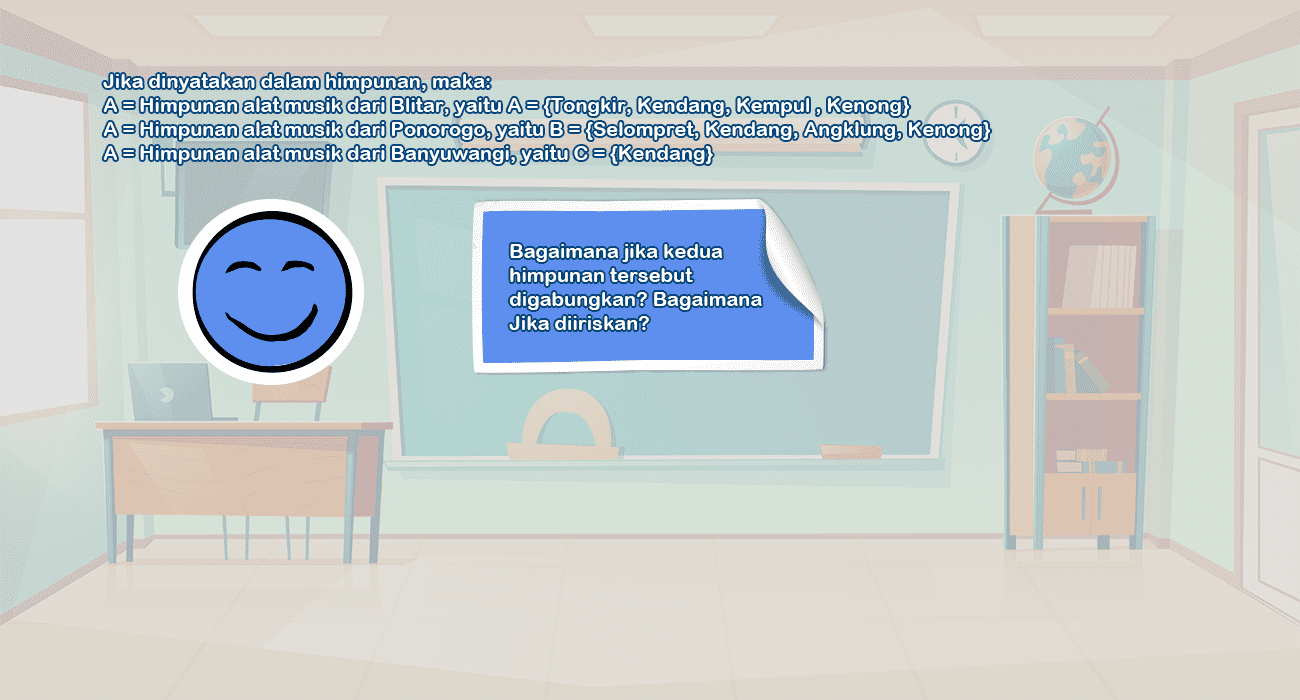 Jika dinyatakan dalam himpunan, maka:
A = Himpunan alat musik dari Blitar, yaitu A = {Tongkir, Kendang, Kempul , Kenong}
A = Himpunan alat musik dari Ponorogo, yaitu B = {Selompret, Kendang, Angklung, Kenong}
A = Himpunan alat musik dari Banyuwangi, yaitu C = {Kendang}
Bagaimana jika kedua
himpunan tersebut
digabungkan? Bagaimana
Jika diiriskan?